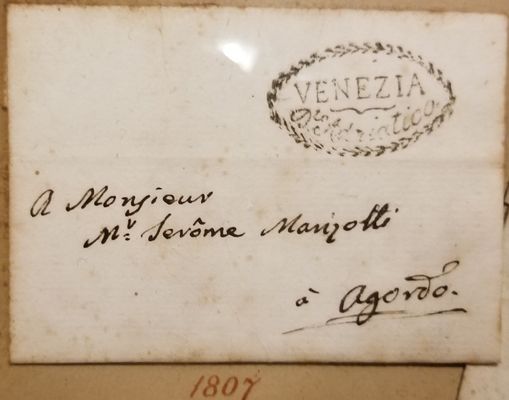 VENEZIA
Adriatico.
A Monsieur
Mr. Jerôme Manzotti
à Agordo.
1807